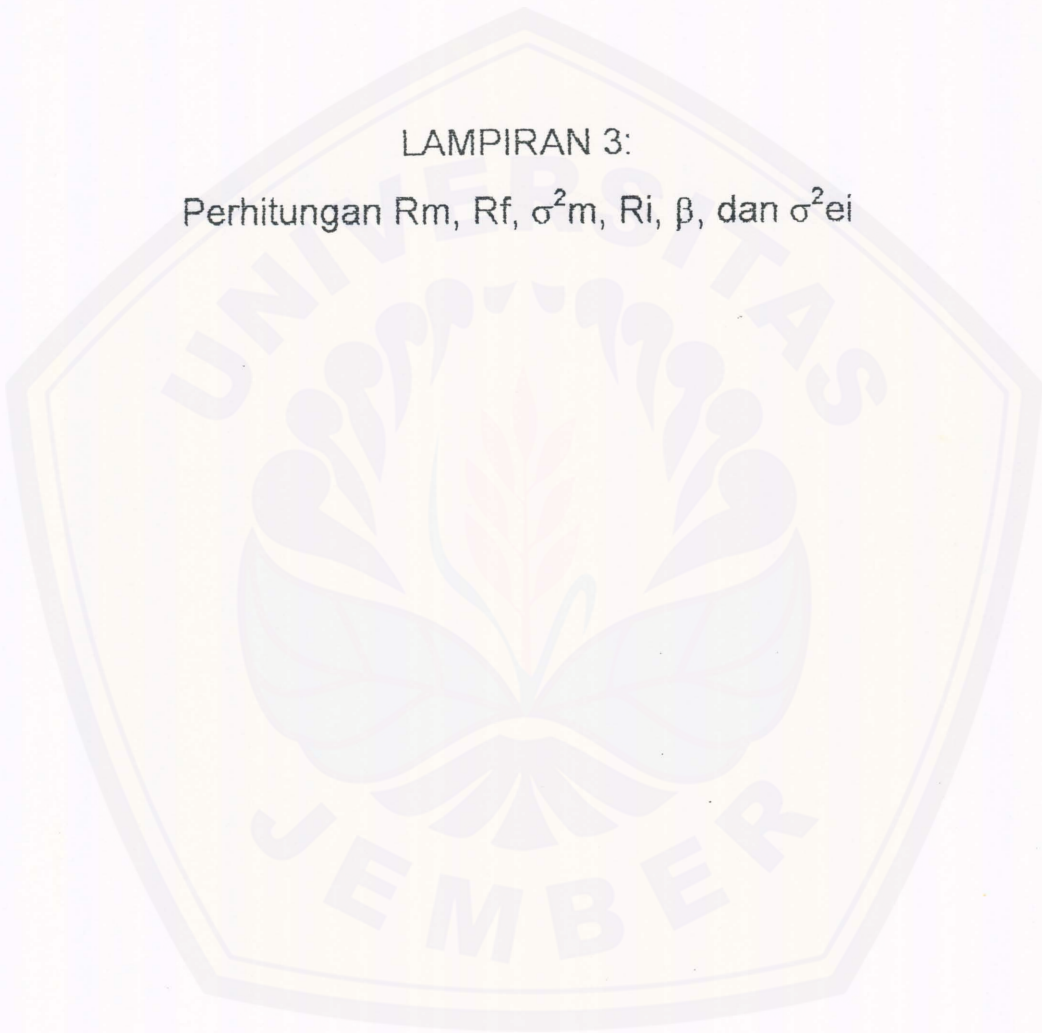 LAMPIRAN 3:
Perhitungan Rm, Rf, σ²m, Ri, β, dan σ²ei
UNIVERSITAS
JEMBER